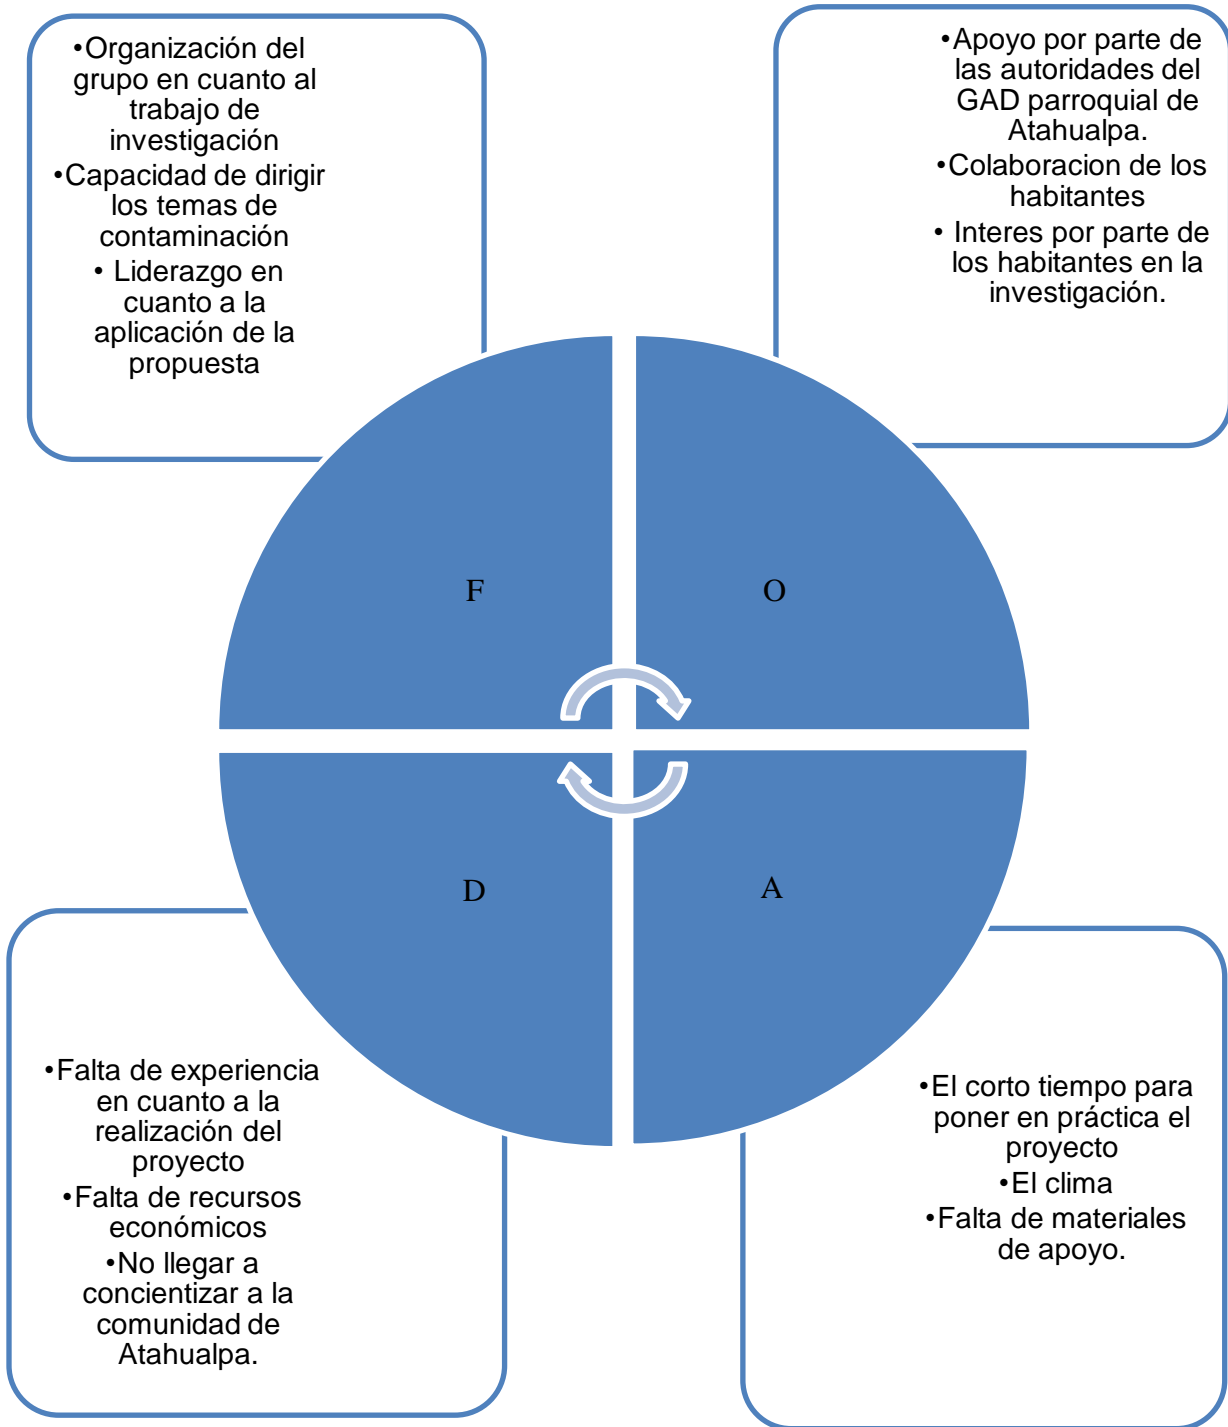 •Organización del
grupo en cuanto al
trabajo de
investigación
•Capacidad de dirigir
los temas de
contaminación
• Liderazgo en
cuanto a la
aplicación de la
propuesta
•Apoyo por parte de
las autoridades del
GAD parroquial de
Atahualpa.
•Colaboracion de los
habitantes
• Interes por parte de
los habitantes en la
investigación.
F
O
D
A
•Falta de experiencia
en cuanto a la
realización del
proyecto
•Falta de recursos
económicos
•No llegar a
concientizar a la
comunidad de
Atahualpa.
•El corto tiempo para
poner en práctica el
proyecto
•El clima
•Falta de materiales
de apoyo.